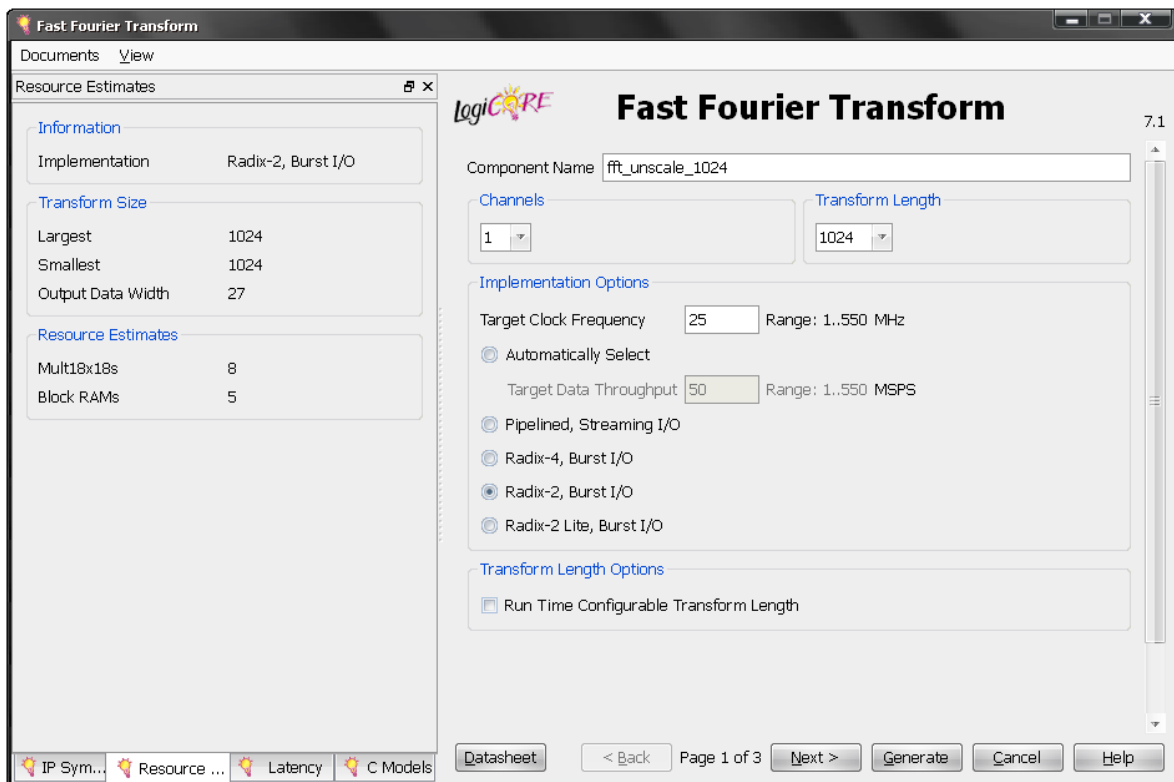 Fast Fourier Transform
Documents View
Resource Estimates
Information
Implementation Radix-2, Burst I/O
Transform Size
Largest 1024
Smallest 1024
Output Data Width 27
Resource Estimates
Mult18x18s 8
Block RAMs 5
IP Sym... Resource ... Latency C Models
LogiCORE Fast Fourier Transform 7.1
Component Name fft_unscale_1024
Channels
1
Transform Length
1024
Implementation Options
Target Clock Frequency 25 Range: 1..550 MHz
Automatically Select
Target Data Throughput 50 Range: 1..550 MSPS
Pipelined, Streaming I/O
Radix-4, Burst I/O
Radix-2, Burst I/O
Radix-2 Lite, Burst I/O
Transform Length Options
Run Time Configurable Transform Length
Datasheet < Back Page 1 of 3 Next > Generate Cancel Help